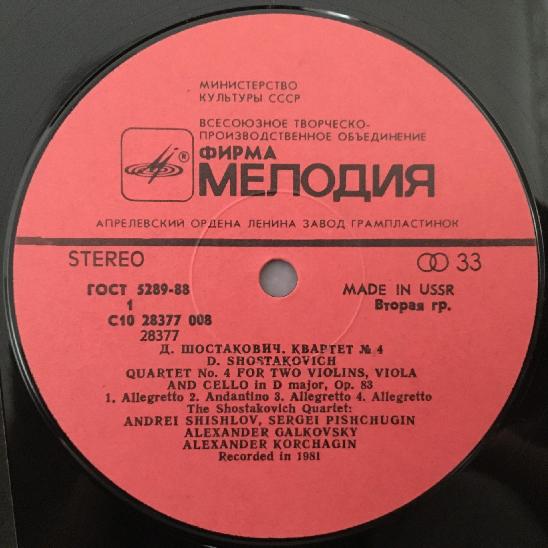 МИНИСТЕРСТВО
КУЛЬТУРЫ СССР
ВСЕСОЮЗНОЕ ТВОРЧЕСКО-
ПРОИЗВОДСТВЕННОЕ ОБЪЕДИНЕНИЕ
®
ФИРМА
МЕЛОДИЯ
АПРЕЛЕВСКИЙ ОРДЕНА ЛЕНИНА ЗАВОД ГРАМПЛАСТИНОК
STEREO 33
ГОСТ 5289-88 MADE IN USSR
1 Вторая гр.
С10 28377 008
28377
Д. ШОСТАКОВИЧ. КВАРТЕТ № 4
D. SHOSTAKOVICH
QUARTET No. 4 FOR TWO VIOLINS, VIOLA
AND CELLO in D major, Op. 83
1. Allegretto 2. Andantino 3. Allegretto 4. Allegretto
The Shostakovich Quartet:
ANDREI SHISHLOV, SERGEI PISHCHUGIN
ALEXANDER GALKOVSKY
ALEXANDER KORCHAGIN
Recorded in 1981